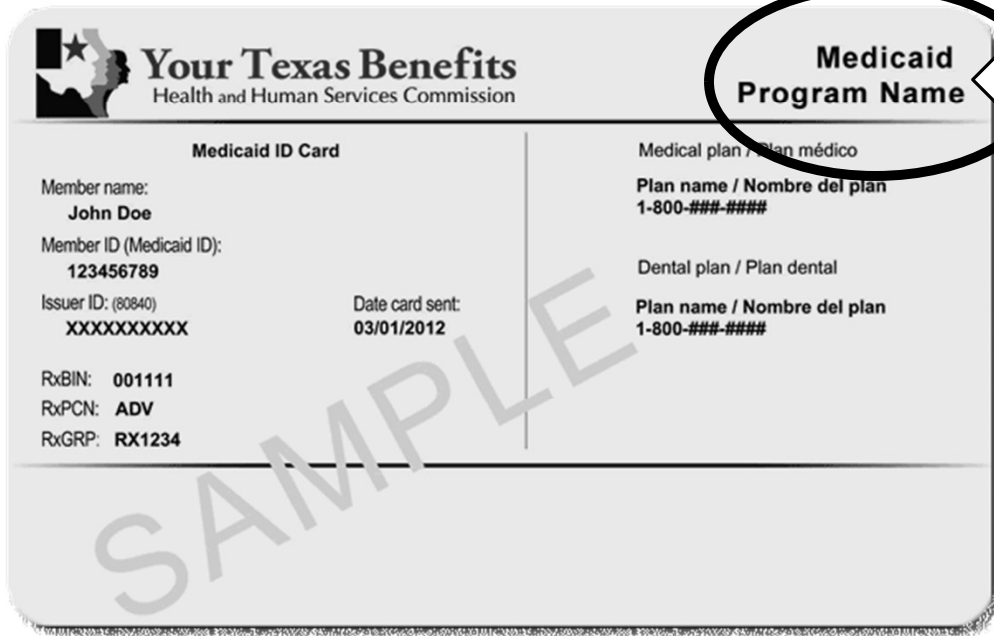 Your Texas Benefits
Health and Human Services Commission
Medicaid
Program Name
Medicaid ID Card
Member name:
John Doe
Member ID (Medicaid ID):
123456789
Issuer ID: (80840)
XXXXXXXXXX
Date card sent:
03/01/2012
RxBIN: 001111
RxPCN: ADV
RxGRP: RX1234
Medical plan / Plan médico
Plan name / Nombre del plan
1-800-###-####
Dental plan / Plan dental
Plan name / Nombre del plan
1-800-###-####
SAMPLE